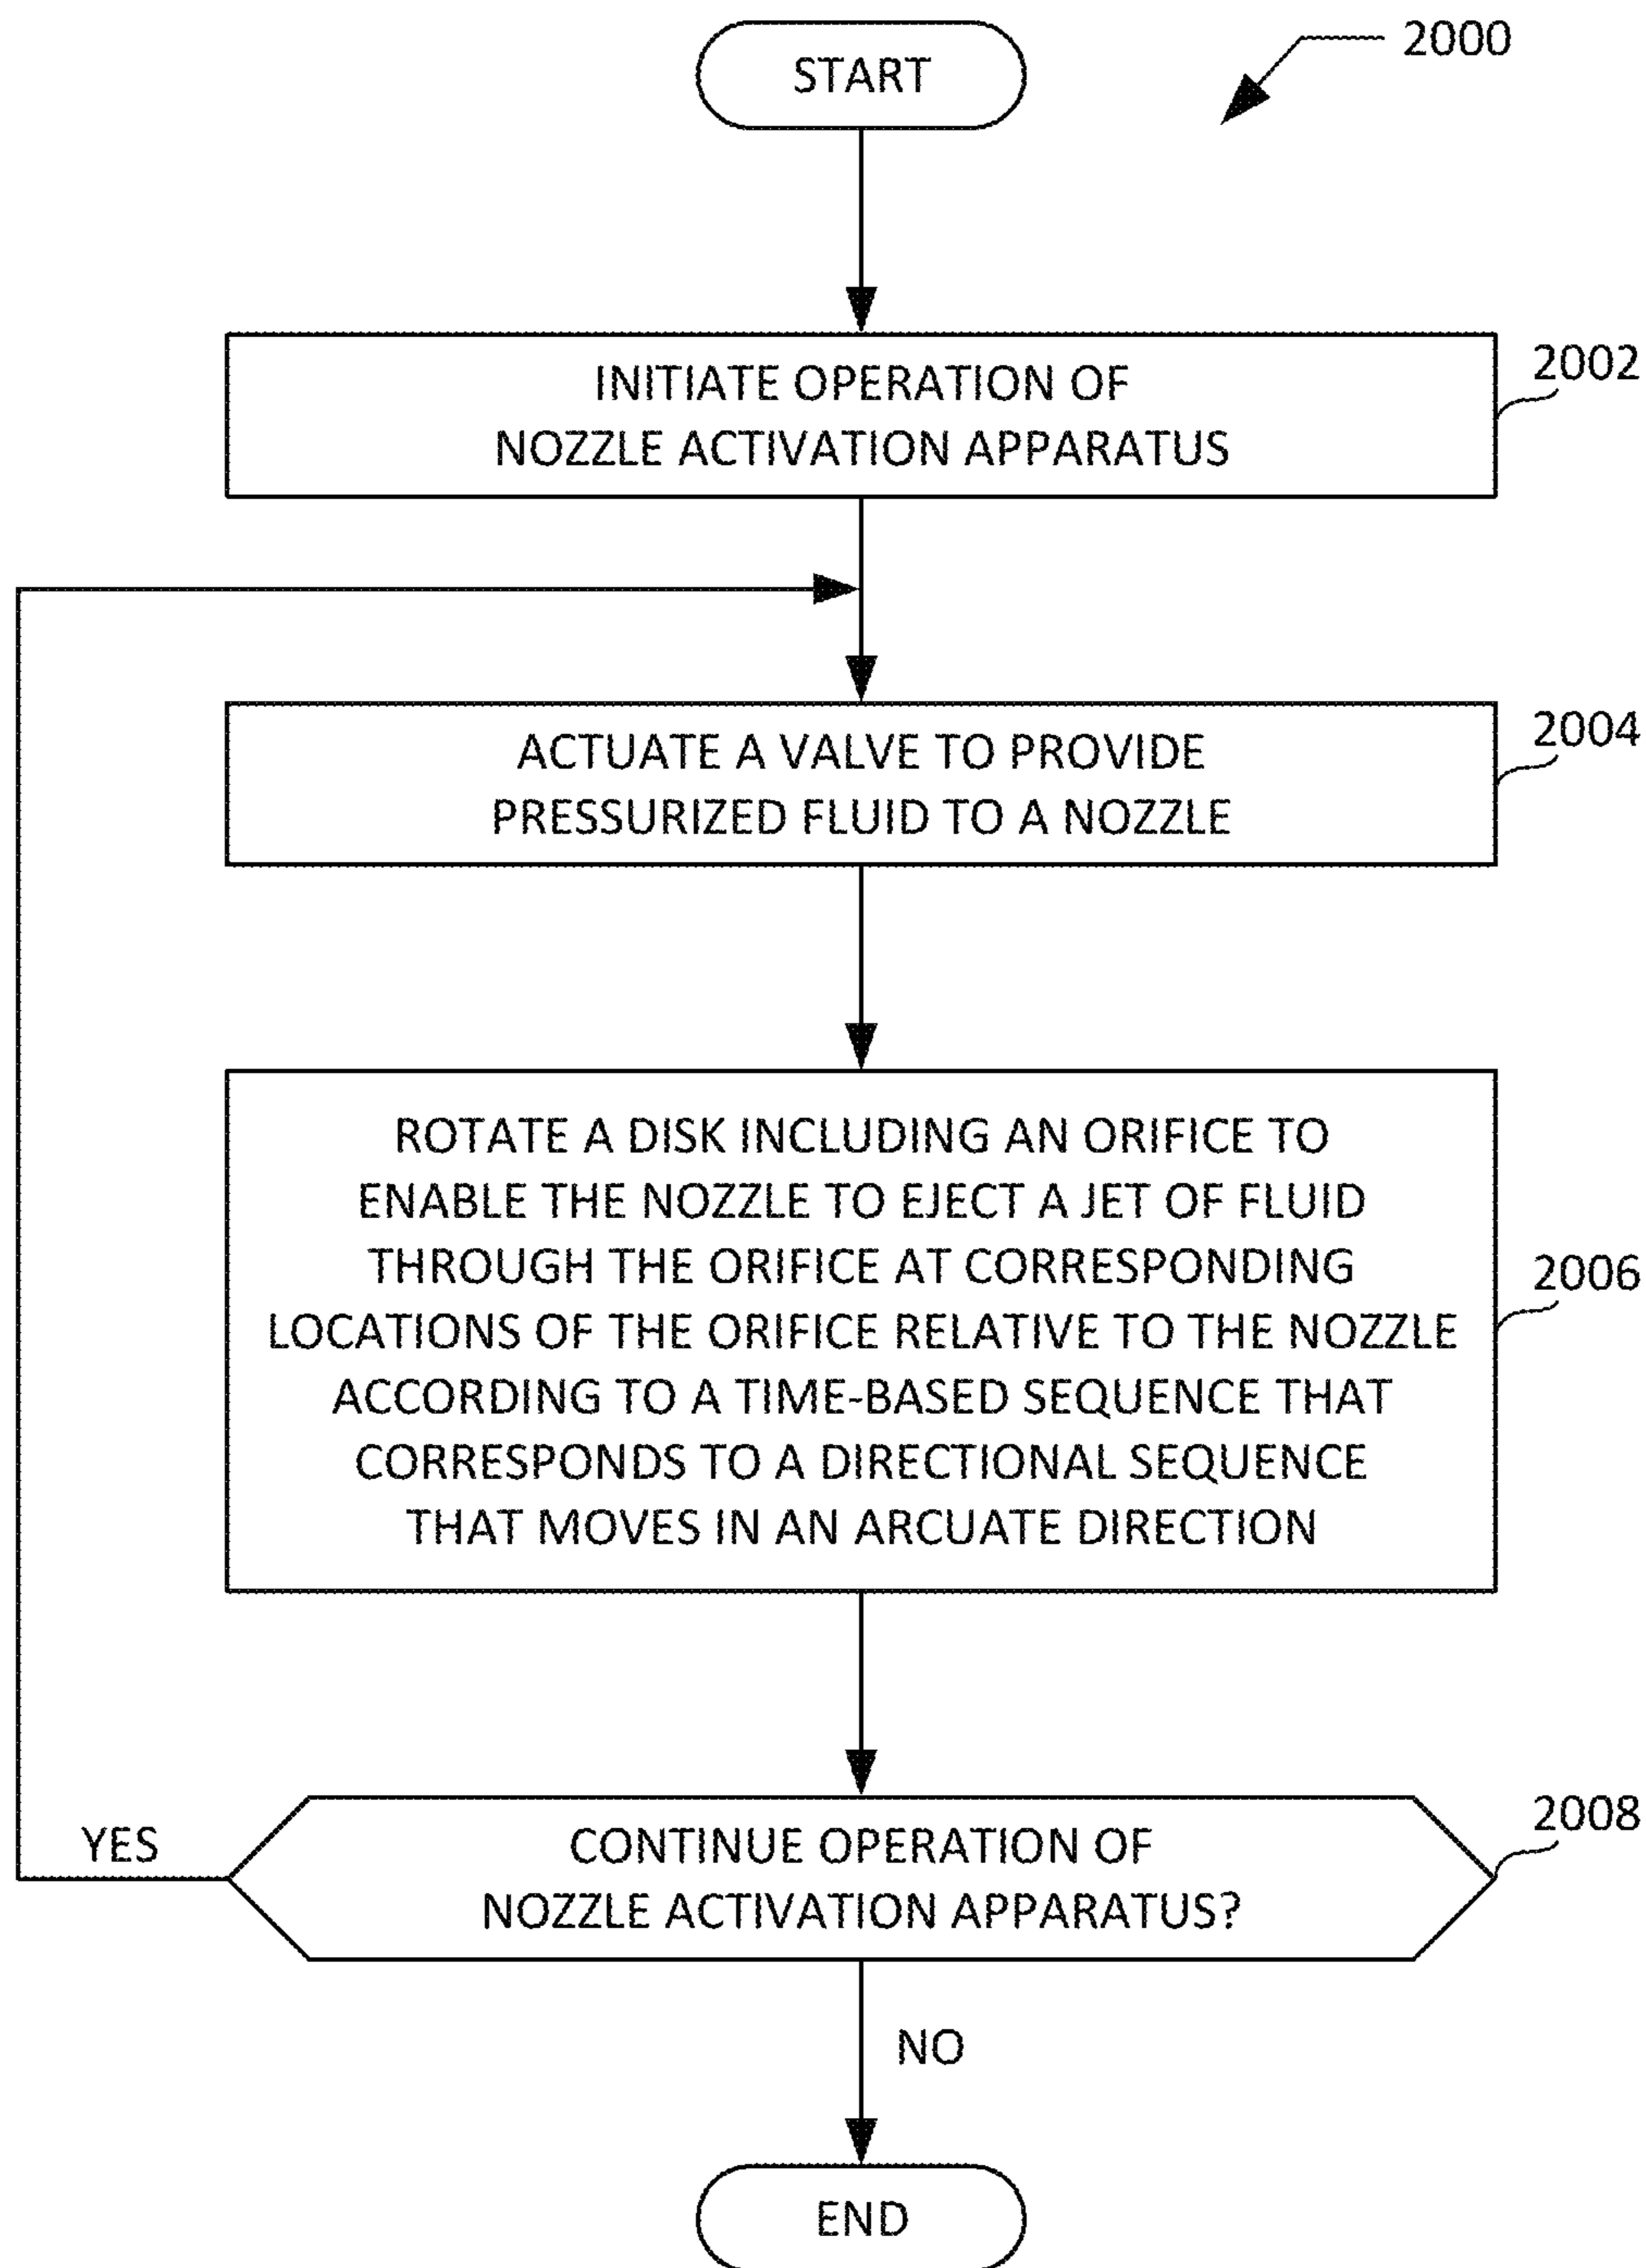 START
2000
INITIATE OPERATION OF
NOZZLE ACTIVATION APPARATUS
2002
ACTUATE A VALVE TO PROVIDE
PRESSURIZED FLUID TO A NOZZLE
2004
ROTATE A DISK INCLUDING AN ORIFICE TO
ENABLE THE NOZZLE TO EJECT A JET OF FLUID
THROUGH THE ORIFICE AT CORRESPONDING
LOCATIONS OF THE ORIFICE RELATIVE TO THE NOZZLE
ACCORDING TO A TIME-BASED SEQUENCE THAT
CORRESPONDS TO A DIRECTIONAL SEQUENCE
THAT MOVES IN AN ARCUATE DIRECTION
2006
YES
CONTINUE OPERATION OF
NOZZLE ACTIVATION APPARATUS?
2008
NO
END